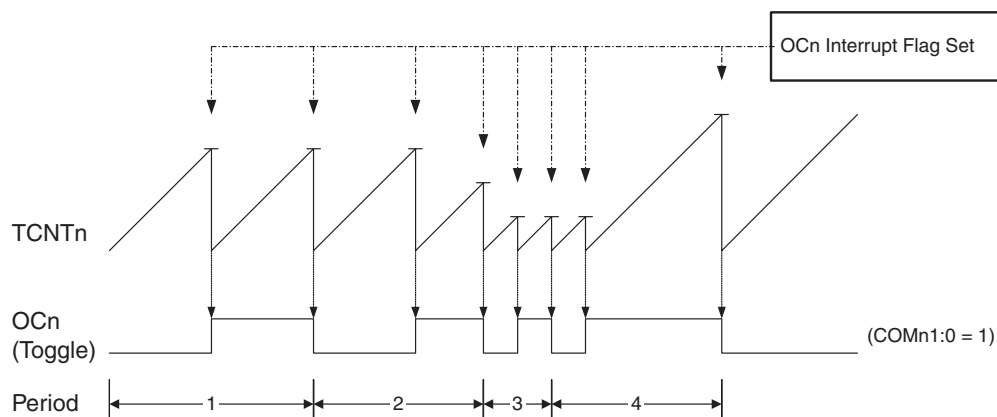 OCn Interrupt Flag Set
TCNTn
OCn
(Toggle)
(COMn1:0 = 1)
Period
1
2
3
4